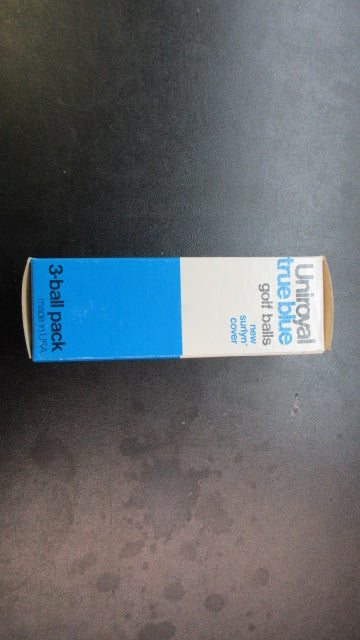 Uniroyal
true blue
golf balls
new
surlyn
cover
3-ball pack
made in USA